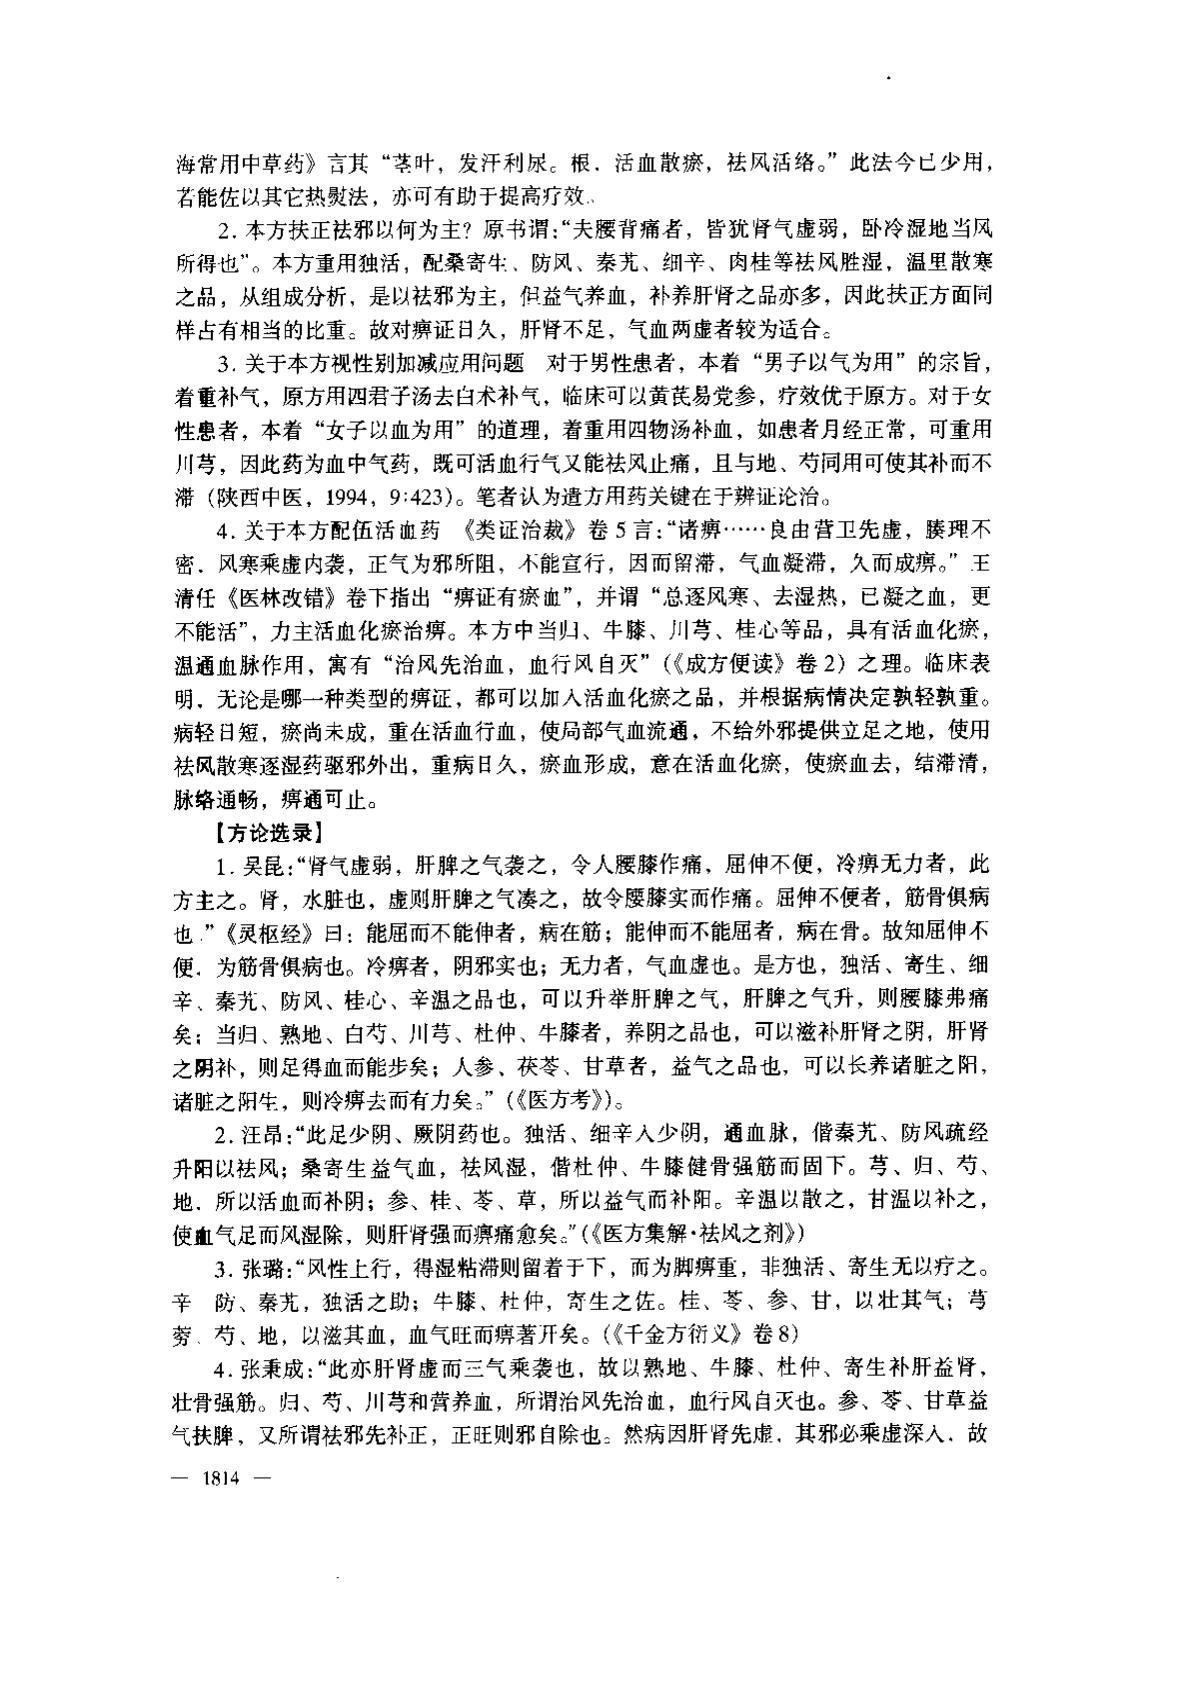 海常用中草药》言其“茎叶，发汗利尿。根．活血散瘀，祛风活络。”此法今已少用，
若能佐以其它热熨法，亦可有助于提高疗效。
2. 本方扶正祛邪以何为主？原书谓：“夫腰背痛者，皆犹肾气虚弱，卧冷湿地当风
所得也”。本方重用独活，配桑寄生、防风、秦艽、细辛、肉桂等祛风胜湿，温里散寒
之品，从组成分析，是以祛邪为主，但益气养血，补养肝肾之品亦多，因此扶正方面同
样占有相当的比重。故对痹证日久，肝肾不足，气血两虚者较为适合。
3. 关于本方视性别加减应用问题　对于男性患者，本着“男子以气为用”的宗旨，
着重补气，原方用四君子汤去白术补气，临床可以黄芪易党参，疗效优于原方。对于女
性患者，本着“女子以血为用”的道理，着重用四物汤补血，如患者月经正常，可重用
川芎，因此药为血中气药，既可活血行气又能祛风止痛，且与地、芍同用可使其补而不
滞（陕西中医，1994，9:423）。笔者认为遣方用药关键在于辨证论治。
4. 关于本方配伍活血药　《类证治裁》卷5言：“诸痹……良由营卫先虚，腠理不
密．风寒乘虚内袭，正气为邪所阻，不能宣行，因而留滞，气血凝滞，久而成痹。”王
清任《医林改错》卷下指出“痹证有瘀血”，并谓“总逐风寒、去湿热，已凝之血，更
不能活”，力主活血化瘀治痹。本方中当归、牛膝、川芎、桂心等品，具有活血化瘀，
温通血脉作用，寓有“治风先治血，血行风自灭”（《成方便读》卷2）之理。临床表
明，无论是哪一种类型的痹证，都可以加入活血化瘀之品，并根据病情决定孰轻孰重。
病轻日短，瘀尚未成，重在活血行血，使局部气血流通，不给外邪提供立足之地，使用
祛风散寒逐湿药驱邪外出，重病日久，瘀血形成，意在活血化瘀，使瘀血去，结滞清，
脉络通畅，痹通可止。
【方论选录】
1. 吴昆：“肾气虚弱，肝脾之气袭之，令人腰膝作痛，屈伸不便，冷痹无力者，此
方主之。肾，水脏也，虚则肝脾之气凑之，故令腰膝实而作痛。屈伸不便者，筋骨俱病
也。”《灵枢经》曰：能屈而不能伸者，病在筋；能伸而不能屈者，病在骨。故知屈伸不
便．为筋骨俱病也。冷痹者，阴邪实也；无力者，气血虚也。是方也，独活、寄生、细
辛、秦艽、防风、桂心、辛温之品也，可以升举肝脾之气，肝脾之气升，则腰膝弗痛
矣；当归、熟地、白芍、川芎、杜仲、牛膝者，养阴之品也，可以滋补肝肾之阴，肝肾
之阴补，则足得血而能步矣；人参、茯苓、甘草者，益气之品也，可以长养诸脏之阳，
诸脏之阳生，则冷痹去而有力矣。”（《医方考》）。
2. 汪昂：“此足少阴、厥阴药也。独活、细辛入少阴，通血脉，偕秦艽、防风疏经
升阳以祛风；桑寄生益气血，祛风湿，偕杜仲、牛膝健骨强筋而固下。芎、归、芍、
地．所以活血而补阴；参、桂、苓、草，所以益气而补阳。辛温以散之，甘温以补之，
使血气足而风湿除，则肝肾强而痹痛愈矣。”（《医方集解·祛风之剂》）
3. 张璐：“风性上行，得湿粘滞则留着于下，而为脚痹重，非独活、寄生无以疗之。
辛　防、秦艽，独活之助；牛膝、杜仲，寄生之佐。桂、苓、参、甘，以壮其气；芎
䓖、芍、地，以滋其血，血气旺而痹著开矣。（《千金方衍义》卷8）
4. 张秉成：“此亦肝肾虚而三气乘袭也，故以熟地、牛膝、杜仲、寄生补肝益肾，
壮骨强筋。归、芍、川芎和营养血，所谓治风先治血，血行风自灭也。参、苓、甘草益
气扶脾，又所谓祛邪先补正，正旺则邪自除也。然病因肝肾先虚．其邪必乘虚深入．故
— 1814 —